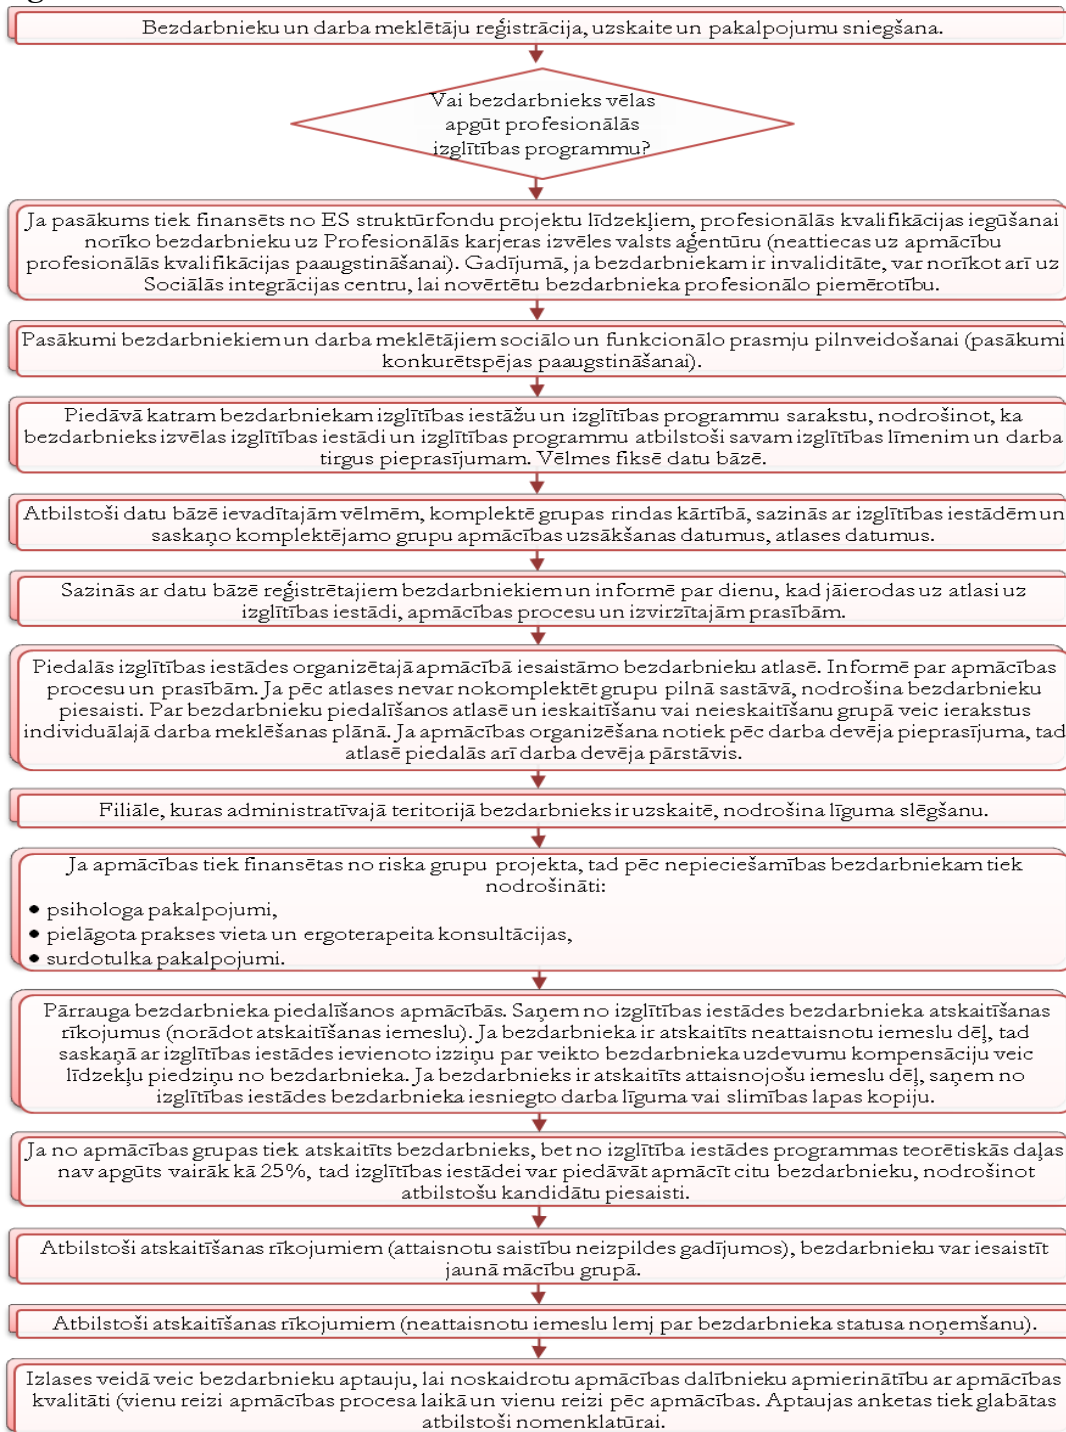 Bezdarbnieku un darba meklētāju reģistrācija, uzskaite un pakalpojumu sniegšana.
Vai bezdarbnieks vēlas
apgūt profesionālās
izglītības programmu?
Ja pasākums tiek finansēts no ES struktūrfondu projektu līdzekļiem, profesionālās kvalifikācijas iegūšanai
norīko bezdarbnieku uz Profesionālās karjeras izvēles valsts aģentūru (neattiecas uz apmācību
profesionālās kvalifikācijas paaugstināšanai). Gadījumā, ja bezdarbniekam ir invaliditāte, var norīkot arī uz
Sociālās integrācijas centru, lai novērtētu bezdarbnieka profesionālo piemērotību.
Pasākumi bezdarbniekiem un darba meklētājiem sociālo un funkcionālo prasmju pilnveidošanai (pasākumi
konkurētspējas paaugstināšanai).
Piedāvā katram bezdarbniekam izglītības iestāžu un izglītības programmu sarakstu, nodrošinot, ka
bezdarbnieks izvēlas izglītības iestādi un izglītības programmu atbilstoši savam izglītības līmenim un darba
tirgus pieprasījumam. Vēlmes fiksē datu bāzē.
Atbilstoši datu bāzē ievadītajām vēlmēm, komplektē grupas rindas kārtībā, sazinās ar izglītības iestādēm un
saskaņo komplektējamo grupu apmācības uzsākšanas datumus, atlases datumus.
Sazinās ar datu bāzē reģistrētajiem bezdarbniekiem un informē par dienu, kad jāierodas uz atlasi uz
izglītības iestādi, apmācības procesu un izvirzītajām prasībām.
Piedalās izglītības iestādes organizētajā apmācībā iesaistāmo bezdarbnieku atlasē. Informē par apmācības
procesu un prasībām. Ja pēc atlases nevar nokomplektēt grupu pilnā sastāvā, nodrošina bezdarbnieku
piesaisti. Par bezdarbnieku piedalīšanos atlasē un ieskaitīšanu vai neieskaitīšanu grupā veic ierakstus
individuālajā darba meklēšanas plānā. Ja apmācības organizēšana notiek pēc darba devēja pieprasījuma, tad
atlasē piedalās arī darba devēja pārstāvis.
Filiāle, kuras administratīvajā teritorijā bezdarbnieks ir uzskaitē, nodrošina līguma slēgšanu.
Ja apmācības tiek finansētas no riska grupu projekta, tad pēc nepieciešamības bezdarbniekam tiek
nodrošināti:
• psihologa pakalpojumi,
• pielāgota prakses vieta un ergoterapeita konsultācijas,
• surdotulka pakalpojumi.
Pārrauga bezdarbnieka piedalīšanos apmācībās. Saņem no izglītības iestādes bezdarbnieka atskaitīšanas
rīkojumus (norādot atskaitīšanas iemeslu). Ja bezdarbnieka ir atskaitīts neattaisnotu iemeslu dēļ, tad
saskaņā ar izglītības iestādes ievienoto izziņu par veikto bezdarbnieka uzdevumu kompensāciju veic
līdzekļu piedziņu no bezdarbnieka. Ja bezdarbnieks ir atskaitīts attaisnojošu iemeslu dēļ, saņem no
izglītības iestādes bezdarbnieka iesniegto darba līguma vai slimības lapas kopiju.
Ja no apmācības grupas tiek atskaitīts bezdarbnieks, bet no izglītība iestādes programmas teorētiskās daļas
nav apgūts vairāk kā 25%, tad izglītības iestādei var piedāvāt apmācīt citu bezdarbnieku, nodrošinot
atbilstošu kandidātu piesaisti.
Atbilstoši atskaitīšanas rīkojumiem (attaisnotu saistību neizpildes gadījumos), bezdarbnieku var iesaistīt
jaunā mācību grupā.
Atbilstoši atskaitīšanas rīkojumiem (neattaisnotu iemeslu lemj par bezdarbnieka statusa noņemšanu).
Izlases veidā veic bezdarbnieku aptauju, lai noskaidrotu apmācības dalībnieku apmierinātību ar apmācības
kvalitāti (vienu reizi apmācības procesa laikā un vienu reizi pēc apmācības. Aptaujas anketas tiek glabātas
atbilstoši nomenklatūrai.